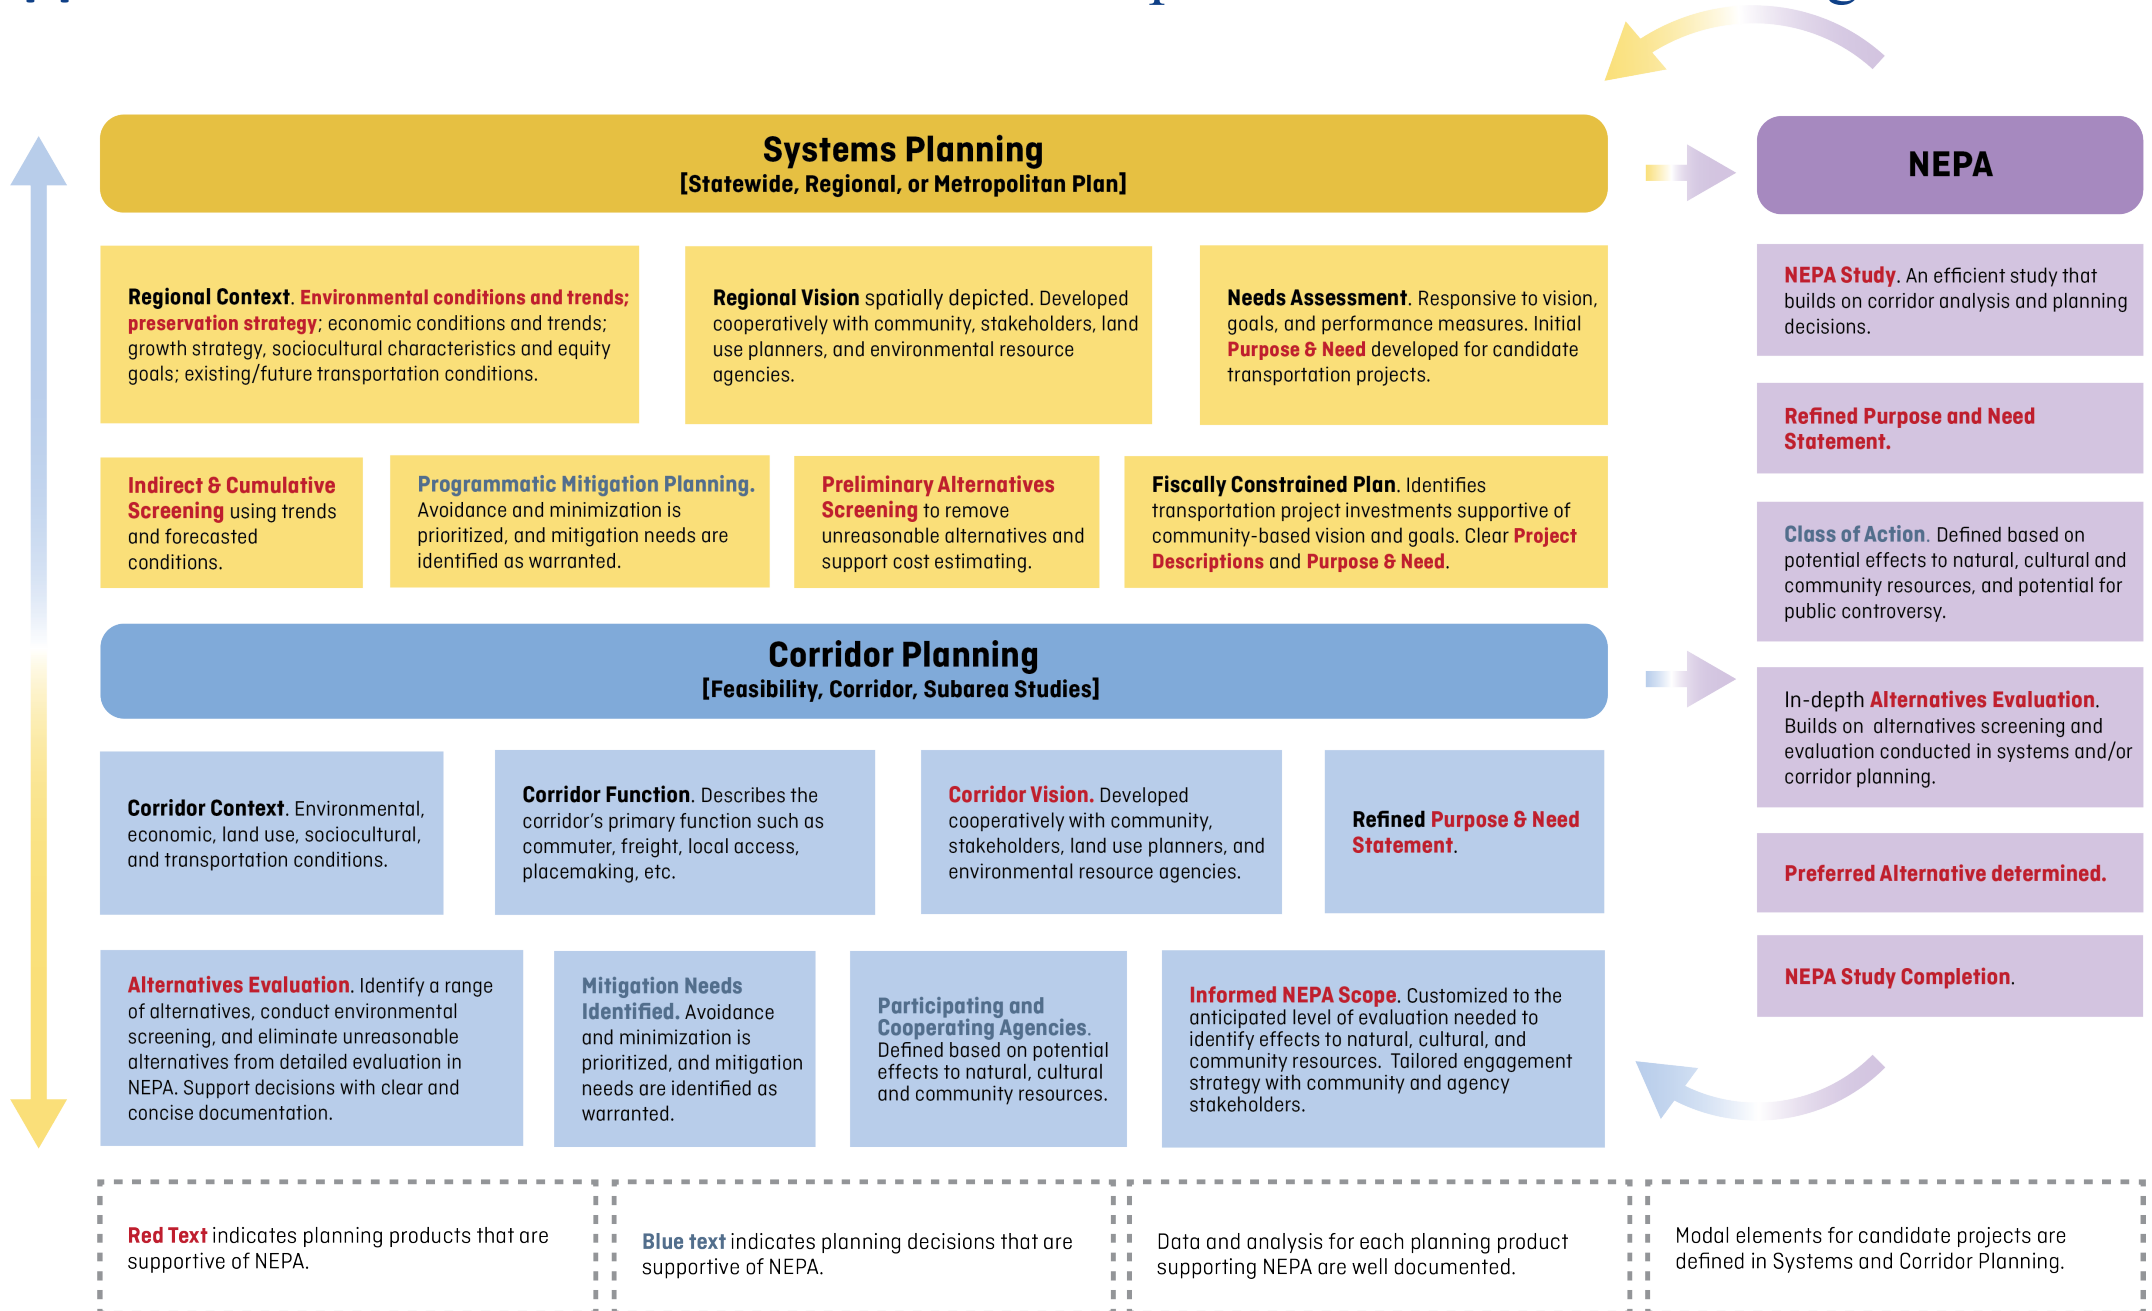 Systems Planning
[Statewide, Regional, or Metropolitan Plan]
NEPA
Regional Context. Environmental conditions and trends;
preservation strategy; economic conditions and trends;
growth strategy, sociocultural characteristics and equity
goals; existing/future transportation conditions.
Regional Vision spatially depicted. Developed
cooperatively with community, stakeholders, land
use planners, and environmental resource
agencies.
Needs Assessment. Responsive to vision,
goals, and performance measures. Initial
Purpose & Need developed for candidate
transportation projects.
Indirect & Cumulative
Screening using trends
and forecasted
conditions.
Programmatic Mitigation Planning.
Avoidance and minimization is
prioritized, and mitigation needs are
identified as warranted.
Preliminary Alternatives
Screening to remove
unreasonable alternatives and
support cost estimating.
Fiscally Constrained Plan. Identifies
transportation project investments supportive of
community-based vision and goals. Clear Project
Descriptions and Purpose & Need.
Corridor Planning
[Feasibility, Corridor, Subarea Studies]
Corridor Context. Environmental,
economic, land use, sociocultural,
and transportation conditions.
Corridor Function. Describes the
corridor's primary function such as
commuter, freight, local access,
placemaking, etc.
Corridor Vision. Developed
cooperatively with community,
stakeholders, land use planners, and
environmental resource agencies.
Refined Purpose & Need
Statement.
Alternatives Evaluation. Identify a range
of alternatives, conduct environmental
screening, and eliminate unreasonable
alternatives from detailed evaluation in
NEPA. Support decisions with clear and
concise documentation.
Mitigation Needs
Identified. Avoidance
and minimization is
prioritized, and mitigation
needs are identified as
warranted.
Participating and
Cooperating Agencies.
Defined based on potential
effects to natural, cultural
and community resources.
Informed NEPA Scope. Customized to the
anticipated level of evaluation needed to
identify effects to natural, cultural, and
community resources. Tailored engagement
strategy with community and agency
stakeholders.
NEPA Study. An efficient study that
builds on corridor analysis and planning
decisions.
Refined Purpose and Need
Statement.
Class of Action. Defined based on
potential effects to natural, cultural and
community resources, and potential for
public controversy.
In-depth Alternatives Evaluation.
Builds on alternatives screening and
evaluation conducted in systems and/or
corridor planning.
Preferred Alternative determined.
NEPA Study Completion.
Red Text indicates planning products that are
supportive of NEPA.
Blue text indicates planning decisions that are
supportive of NEPA.
Data and analysis for each planning product
supporting NEPA are well documented.
Modal elements for candidate projects are
defined in Systems and Corridor Planning.